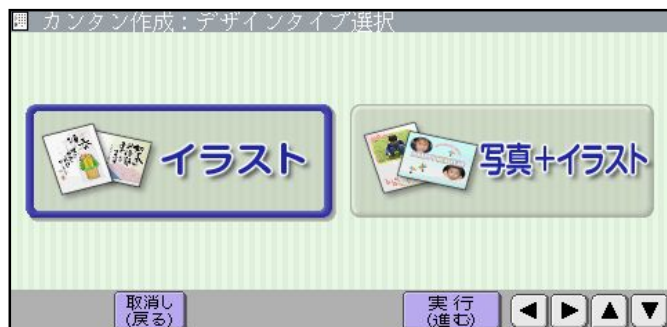 カンタン作成：デザインタイプ選択
イラスト
写真+イラスト
取消し
(戻る)
実行
(進む)
◀ ▶ ▲ ▼